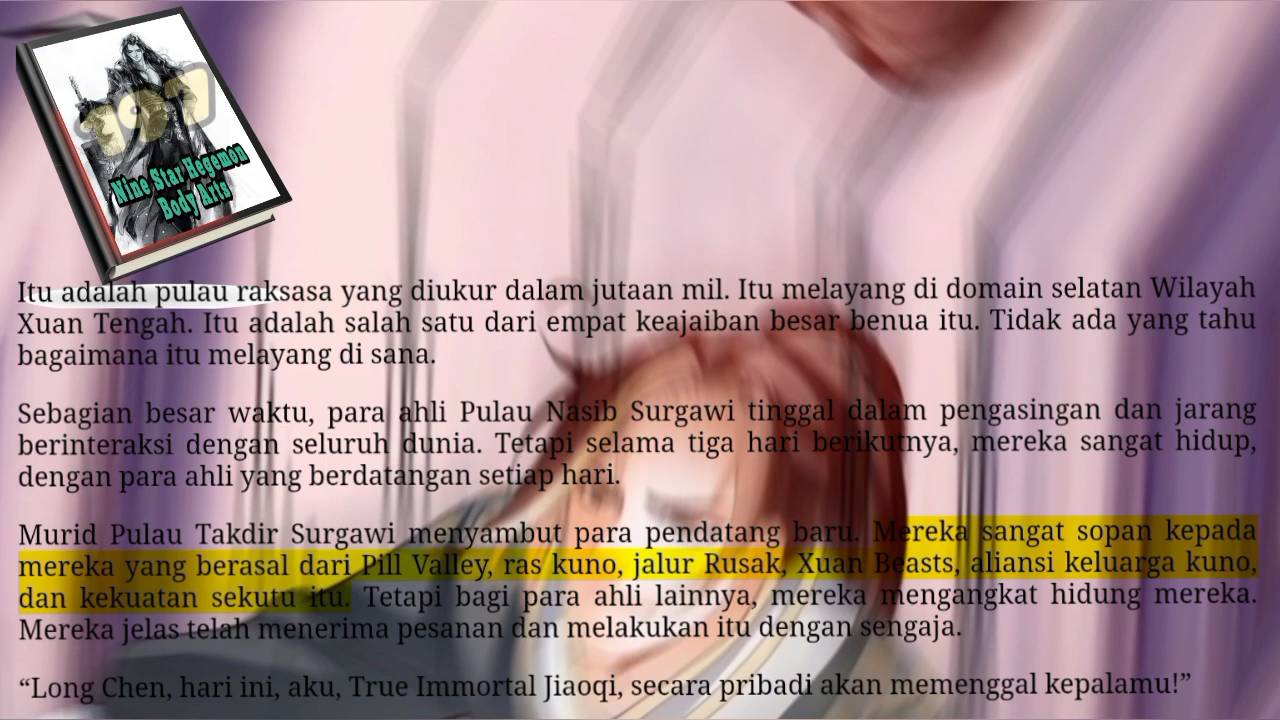 397
Nine Star Hegemon
Body Arts
Itu adalah pulau raksasa yang diukur dalam jutaan mil. Itu melayang di domain selatan Wilayah
Xuan Tengah. Itu adalah salah satu dari empat keajaiban besar benua itu. Tidak ada yang tahu
bagaimana itu melayang di sana.
Sebagian besar waktu, para ahli Pulau Nasib Surgawi tinggal dalam pengasingan dan jarang
berinteraksi dengan seluruh dunia. Tetapi selama tiga hari berikutnya, mereka sangat hidup,
dengan para ahli yang berdatangan setiap hari.
Murid Pulau Takdir Surgawi menyambut para pendatang baru. Mereka sangat sopan kepada
mereka yang berasal dari Pill Valley, ras kuno, jalur Rusak, Xuan Beasts, aliansi keluarga kuno,
dan kekuatan sekutu itu. Tetapi bagi para ahli lainnya, mereka mengangkat hidung mereka.
Mereka jelas telah menerima pesanan dan melakukan itu dengan sengaja.
“Long Chen, hari ini, aku, True Immortal Jiaoqi, secara pribadi akan memenggal kepalamu!”